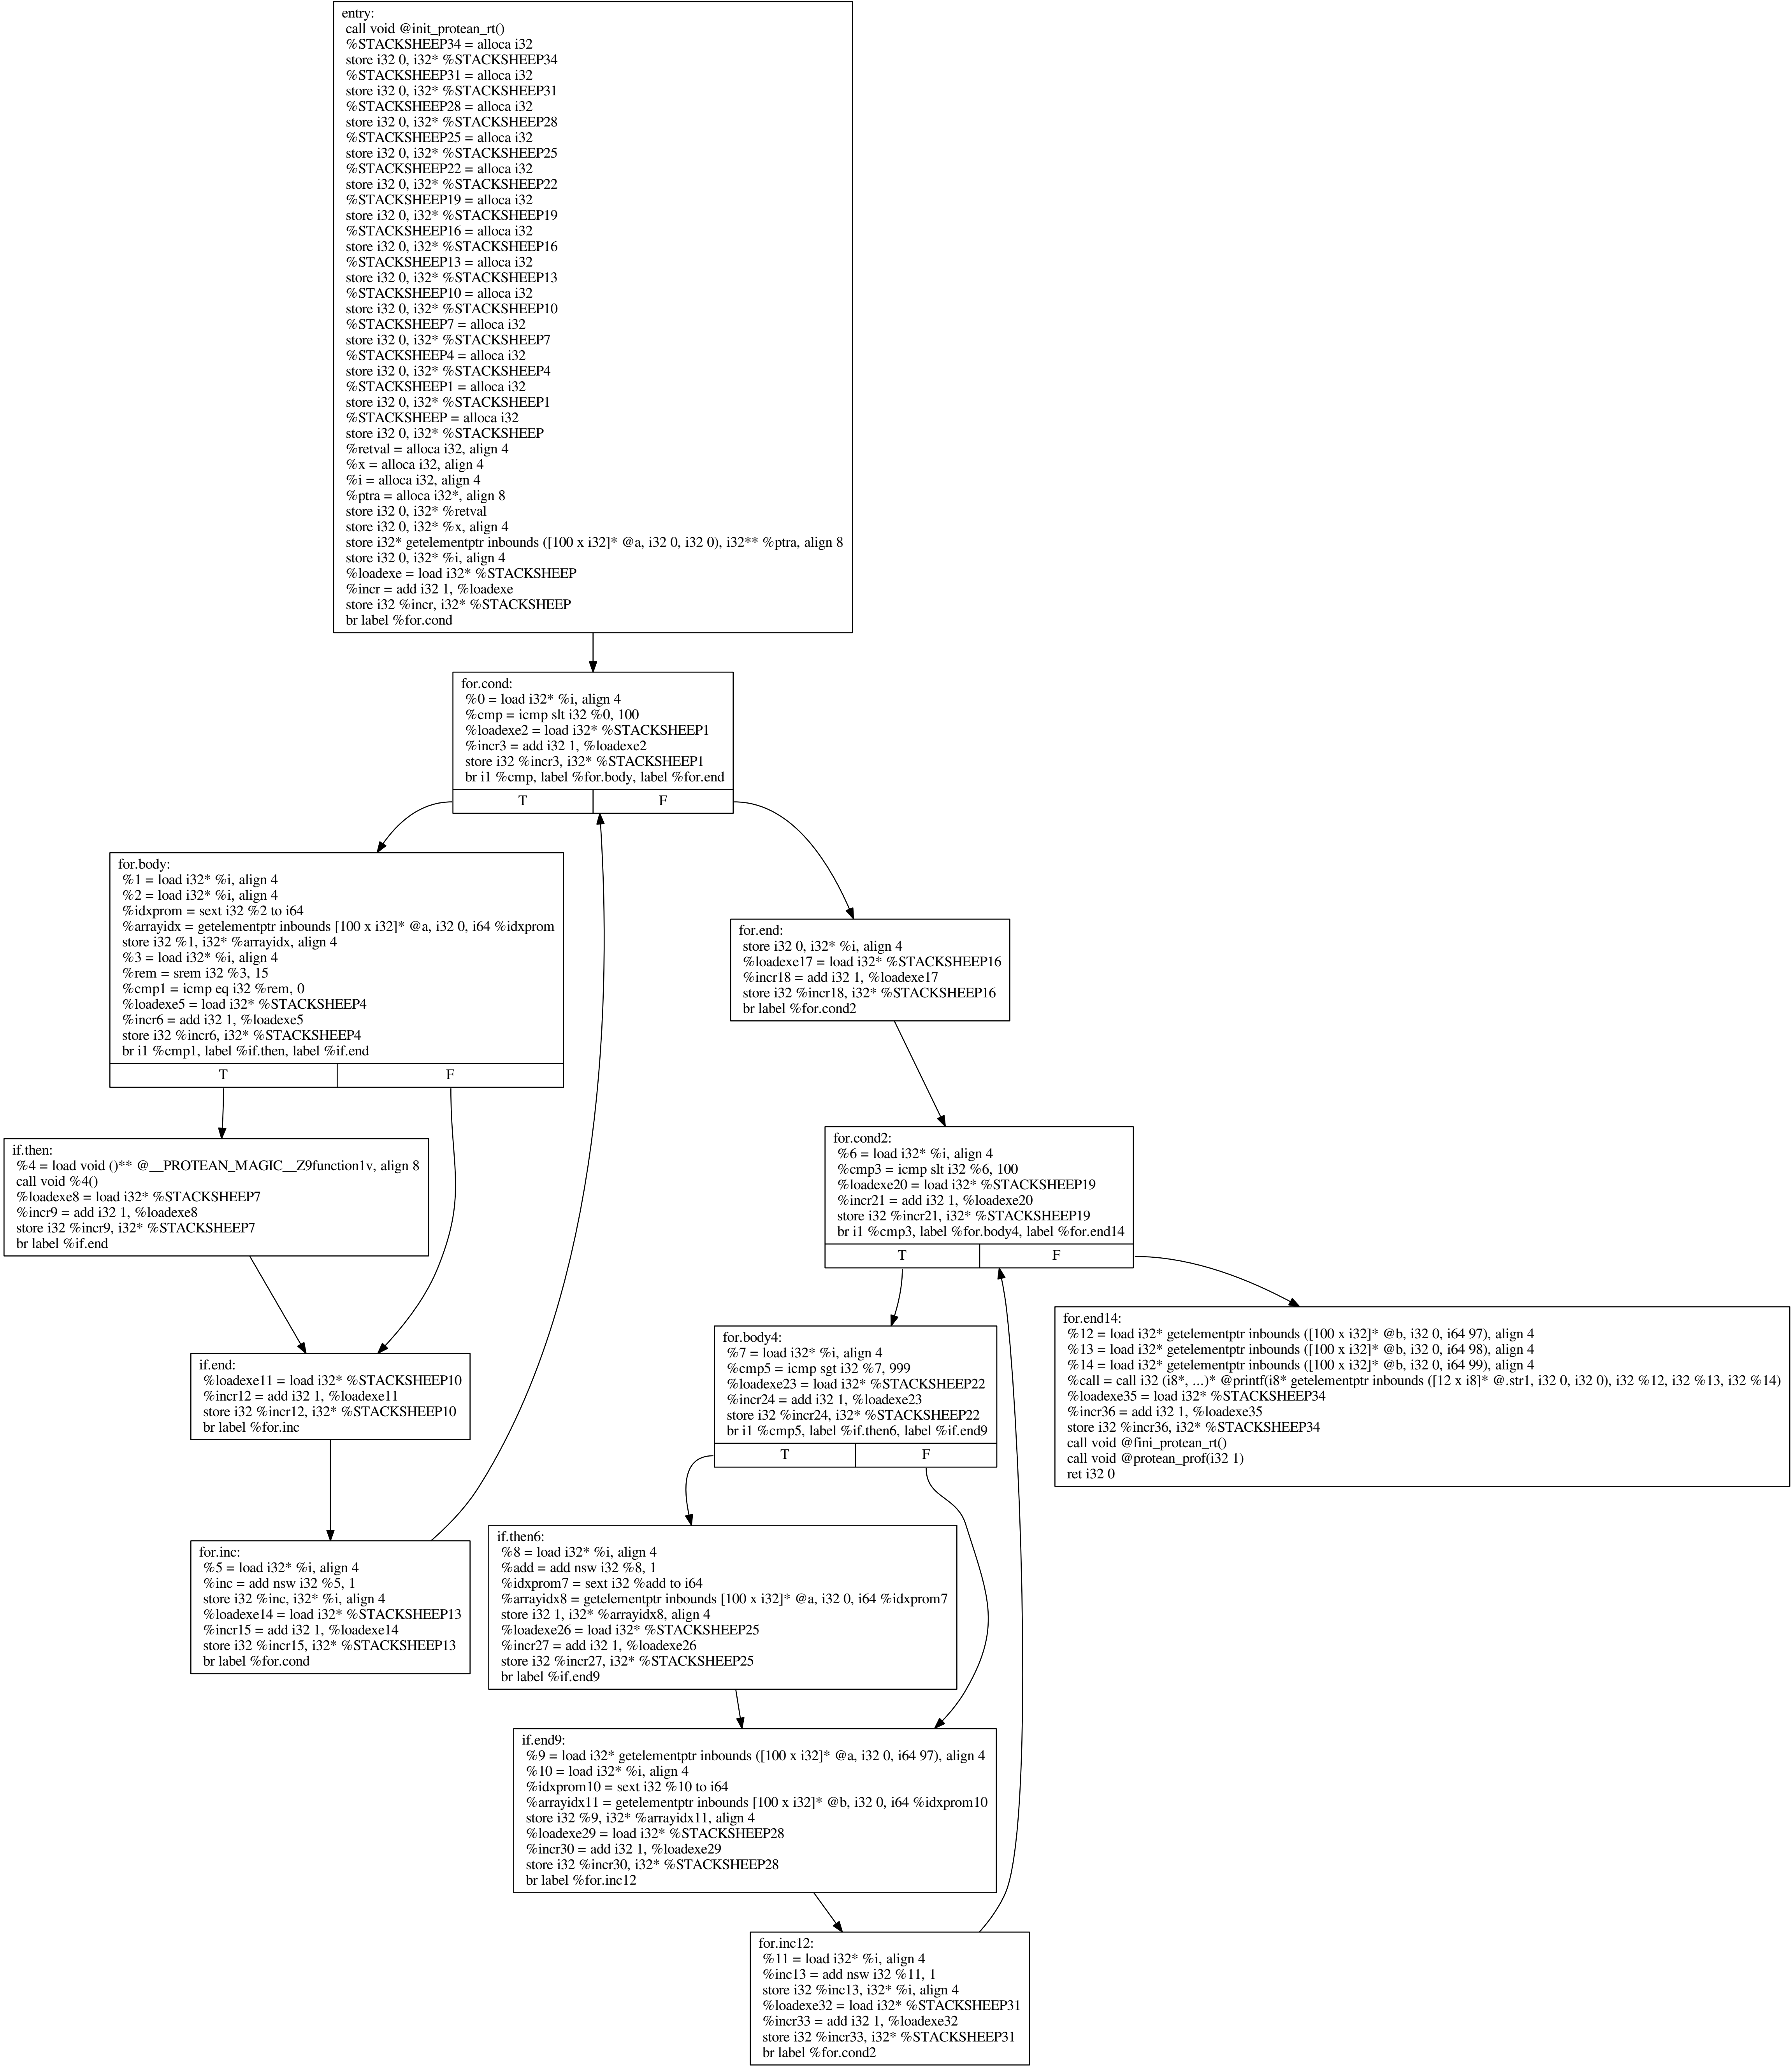 entry:
call void @init_protean_rt()
%STACKSHEEP34 = alloca i32
store i32 0, i32* %STACKSHEEP34
%STACKSHEEP31 = alloca i32
store i32 0, i32* %STACKSHEEP31
%STACKSHEEP28 = alloca i32
store i32 0, i32* %STACKSHEEP28
%STACKSHEEP25 = alloca i32
store i32 0, i32* %STACKSHEEP25
%STACKSHEEP22 = alloca i32
store i32 0, i32* %STACKSHEEP22
%STACKSHEEP19 = alloca i32
store i32 0, i32* %STACKSHEEP19
%STACKSHEEP16 = alloca i32
store i32 0, i32* %STACKSHEEP16
%STACKSHEEP13 = alloca i32
store i32 0, i32* %STACKSHEEP13
%STACKSHEEP10 = alloca i32
store i32 0, i32* %STACKSHEEP10
%STACKSHEEP7 = alloca i32
store i32 0, i32* %STACKSHEEP7
%STACKSHEEP4 = alloca i32
store i32 0, i32* %STACKSHEEP4
%STACKSHEEP1 = alloca i32
store i32 0, i32* %STACKSHEEP1
%STACKSHEEP = alloca i32
store i32 0, i32* %STACKSHEEP
%retval = alloca i32, align 4
%x = alloca i32, align 4
%i = alloca i32, align 4
%ptra = alloca i32*, align 8
store i32 0, i32* %retval
store i32 0, i32* %x, align 4
store i32* getelementptr inbounds ([100 x i32]* @a, i32 0, i32 0), i32** %ptra, align 8
store i32 0, i32* %i, align 4
%loadexe = load i32* %STACKSHEEP
%incr = add i32 1, %loadexe
store i32 %incr, i32* %STACKSHEEP
br label %for.cond
for.cond:
%0 = load i32* %i, align 4
%cmp = icmp slt i32 %0, 100
%loadexe2 = load i32* %STACKSHEEP1
%incr3 = add i32 1, %loadexe2
store i32 %incr3, i32* %STACKSHEEP1
br i1 %cmp, label %for.body, label %for.end
T
F
for.body:
%1 = load i32* %i, align 4
%2 = load i32* %i, align 4
%idxprom = sext i32 %2 to i64
%arrayidx = getelementptr inbounds [100 x i32]* @a, i32 0, i64 %idxprom
store i32 %1, i32* %arrayidx, align 4
%3 = load i32* %i, align 4
%rem = srem i32 %3, 15
%cmp1 = icmp eq i32 %rem, 0
%loadexe5 = load i32* %STACKSHEEP4
%incr6 = add i32 1, %loadexe5
store i32 %incr6, i32* %STACKSHEEP4
br i1 %cmp1, label %if.then, label %if.end
T
F
for.end:
store i32 0, i32* %i, align 4
%loadexe17 = load i32* %STACKSHEEP16
%incr18 = add i32 1, %loadexe17
store i32 %incr18, i32* %STACKSHEEP16
br label %for.cond2
if.then:
%4 = load void ()** @__PROTEAN_MAGIC__Z9function1v, align 8
call void %4()
%loadexe8 = load i32* %STACKSHEEP7
%incr9 = add i32 1, %loadexe8
store i32 %incr9, i32* %STACKSHEEP7
br label %if.end
for.cond2:
%6 = load i32* %i, align 4
%cmp3 = icmp slt i32 %6, 100
%loadexe20 = load i32* %STACKSHEEP19
%incr21 = add i32 1, %loadexe20
store i32 %incr21, i32* %STACKSHEEP19
br i1 %cmp3, label %for.body4, label %for.end14
T
F
if.end:
%loadexe11 = load i32* %STACKSHEEP10
%incr12 = add i32 1, %loadexe11
store i32 %incr12, i32* %STACKSHEEP10
br label %for.inc
for.body4:
%7 = load i32* %i, align 4
%cmp5 = icmp sgt i32 %7, 999
%loadexe23 = load i32* %STACKSHEEP22
%incr24 = add i32 1, %loadexe23
store i32 %incr24, i32* %STACKSHEEP22
br i1 %cmp5, label %if.then6, label %if.end9
T
F
for.end14:
%12 = load i32* getelementptr inbounds ([100 x i32]* @b, i32 0, i64 97), align 4
%13 = load i32* getelementptr inbounds ([100 x i32]* @b, i32 0, i64 98), align 4
%14 = load i32* getelementptr inbounds ([100 x i32]* @b, i32 0, i64 99), align 4
%call = call i32 (i8*, ...)* @printf(i8* getelementptr inbounds ([12 x i8]* @.str1, i32 0, i32 0), i32 %12, i32 %13, i32 %14)
%loadexe35 = load i32* %STACKSHEEP34
%incr36 = add i32 1, %loadexe35
store i32 %incr36, i32* %STACKSHEEP34
call void @fini_protean_rt()
call void @protean_prof(i32 1)
ret i32 0
for.inc:
%5 = load i32* %i, align 4
%inc = add nsw i32 %5, 1
store i32 %inc, i32* %i, align 4
%loadexe14 = load i32* %STACKSHEEP13
%incr15 = add i32 1, %loadexe14
store i32 %incr15, i32* %STACKSHEEP13
br label %for.cond
if.then6:
%8 = load i32* %i, align 4
%add = add nsw i32 %8, 1
%idxprom7 = sext i32 %add to i64
%arrayidx8 = getelementptr inbounds [100 x i32]* @a, i32 0, i64 %idxprom7
store i32 1, i32* %arrayidx8, align 4
%loadexe26 = load i32* %STACKSHEEP25
%incr27 = add i32 1, %loadexe26
store i32 %incr27, i32* %STACKSHEEP25
br label %if.end9
if.end9:
%9 = load i32* getelementptr inbounds ([100 x i32]* @a, i32 0, i64 97), align 4
%10 = load i32* %i, align 4
%idxprom10 = sext i32 %10 to i64
%arrayidx11 = getelementptr inbounds [100 x i32]* @b, i32 0, i64 %idxprom10
store i32 %9, i32* %arrayidx11, align 4
%loadexe29 = load i32* %STACKSHEEP28
%incr30 = add i32 1, %loadexe29
store i32 %incr30, i32* %STACKSHEEP28
br label %for.inc12
for.inc12:
%11 = load i32* %i, align 4
%inc13 = add nsw i32 %11, 1
store i32 %inc13, i32* %i, align 4
%loadexe32 = load i32* %STACKSHEEP31
%incr33 = add i32 1, %loadexe32
store i32 %incr33, i32* %STACKSHEEP31
br label %for.cond2